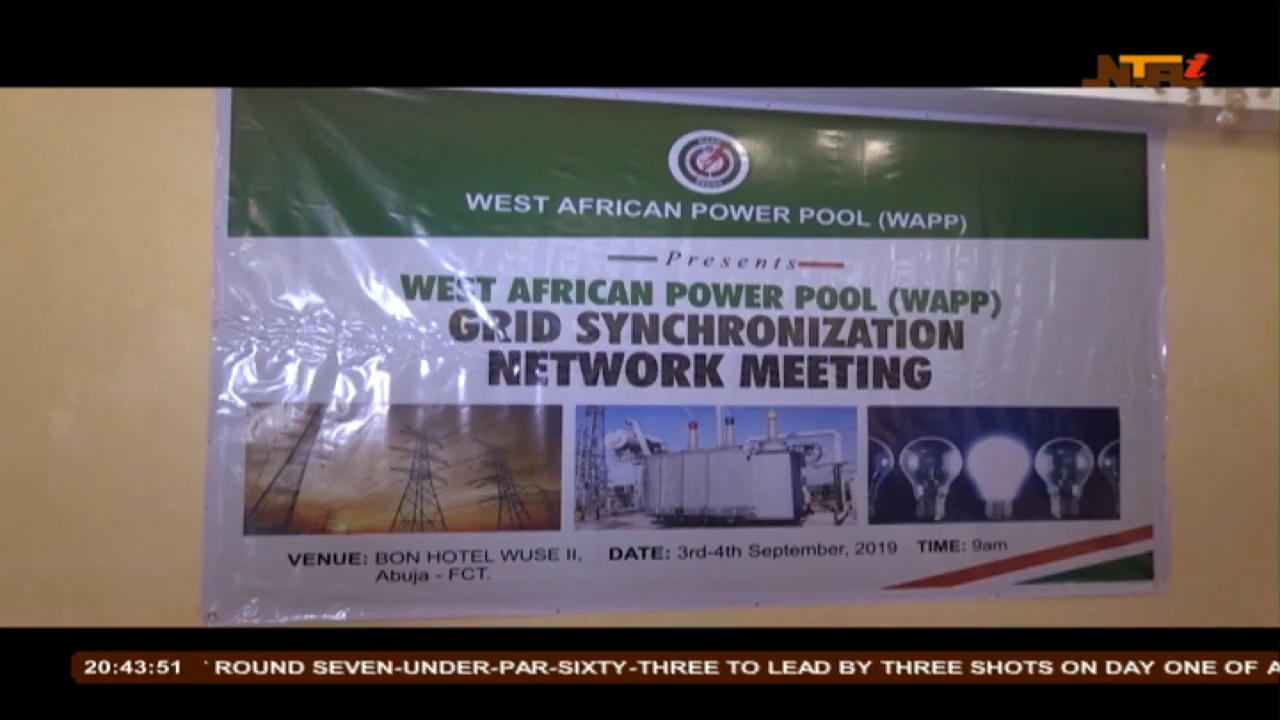 NTAi
WEST AFRICAN POWER POOL (WAPP)
Presents
WEST AFRICAN POWER POOL (WAPP)
GRID SYNCHRONIZATION
NETWORK MEETING
VENUE: BON HOTEL WUSE II,
Abuja - FCT.
DATE: 3rd-4th September, 2019
TIME: 9am
20:43:51 ROUND SEVEN-UNDER-PAR-SIXTY-THREE TO LEAD BY THREE SHOTS ON DAY ONE OF A